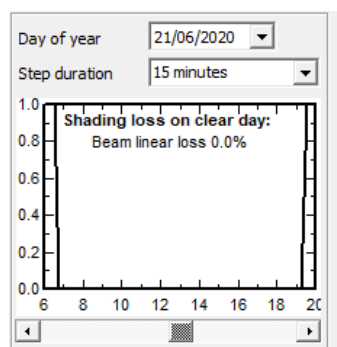 Day of year 21/06/2020
Step duration 15 minutes
1.0
Shading loss on clear day:
0.8
Beam linear loss 0.0%
0.6
0.4
0.2
0.0
6 8 10 12 14 16 18 20